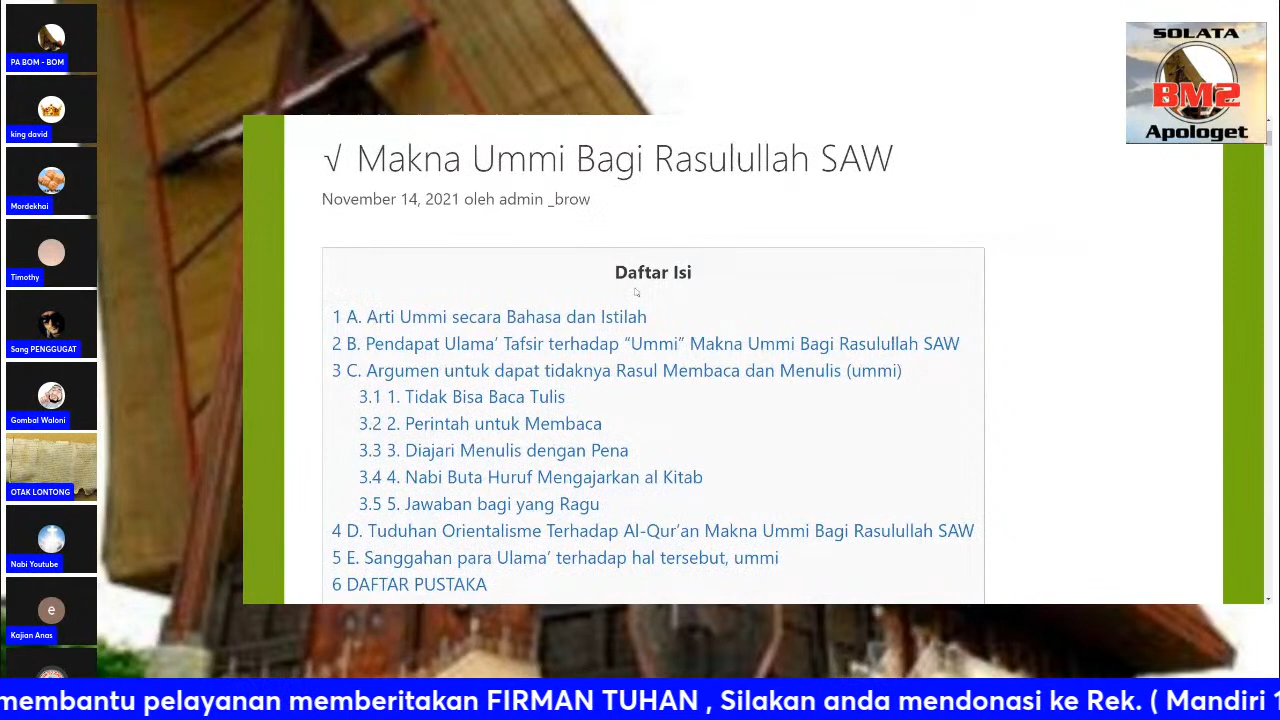 PA BOM - BOM
king david
Mordekhai
Timothy
Sang PENGGUGAT
Gombal Waloni
OTAK LONTONG
Nabi Youtube
e
Kajian Anas
SOLATA
BM2
Apologet
√ Makna Ummi Bagi Rasulullah SAW
November 14, 2021 oleh admin _brow
Daftar Isi
1 A. Arti Ummi secara Bahasa dan Istilah
2 B. Pendapat Ulama’ Tafsir terhadap “Ummi” Makna Ummi Bagi Rasulullah SAW
3 C. Argumen untuk dapat tidaknya Rasul Membaca dan Menulis (ummi)
3.1 1. Tidak Bisa Baca Tulis
3.2 2. Perintah untuk Membaca
3.3 3. Diajari Menulis dengan Pena
3.4 4. Nabi Buta Huruf Mengajarkan al Kitab
3.5 5. Jawaban bagi yang Ragu
4 D. Tuduhan Orientalisme Terhadap Al-Qur’an Makna Ummi Bagi Rasulullah SAW
5 E. Sanggahan para Ulama’ terhadap hal tersebut, ummi
6 DAFTAR PUSTAKA
membantu pelayanan memberitakan FIRMAN TUHAN , Silakan anda mendonasi ke Rek. ( Mandiri 1